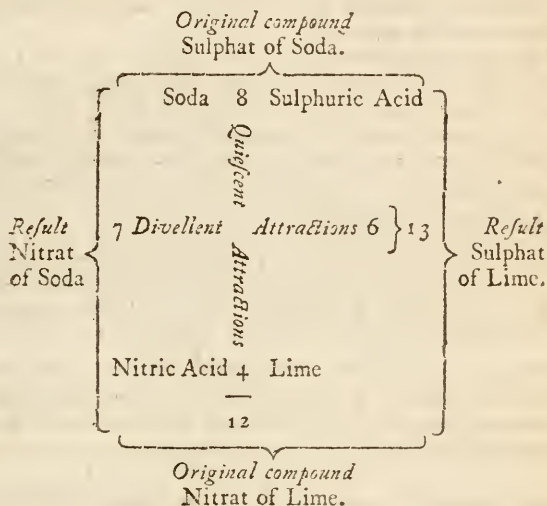 Original compound
Sulphat of Soda.
Soda 8 Sulphuric Acid
Quieſcent Attractions
Reſult
Nitrat
of Soda
7 Divellent Attractions 6 } 13
Reſult
Sulphat
of Lime.
Nitric Acid 4 Lime
12
Original compound
Nitrat of Lime.